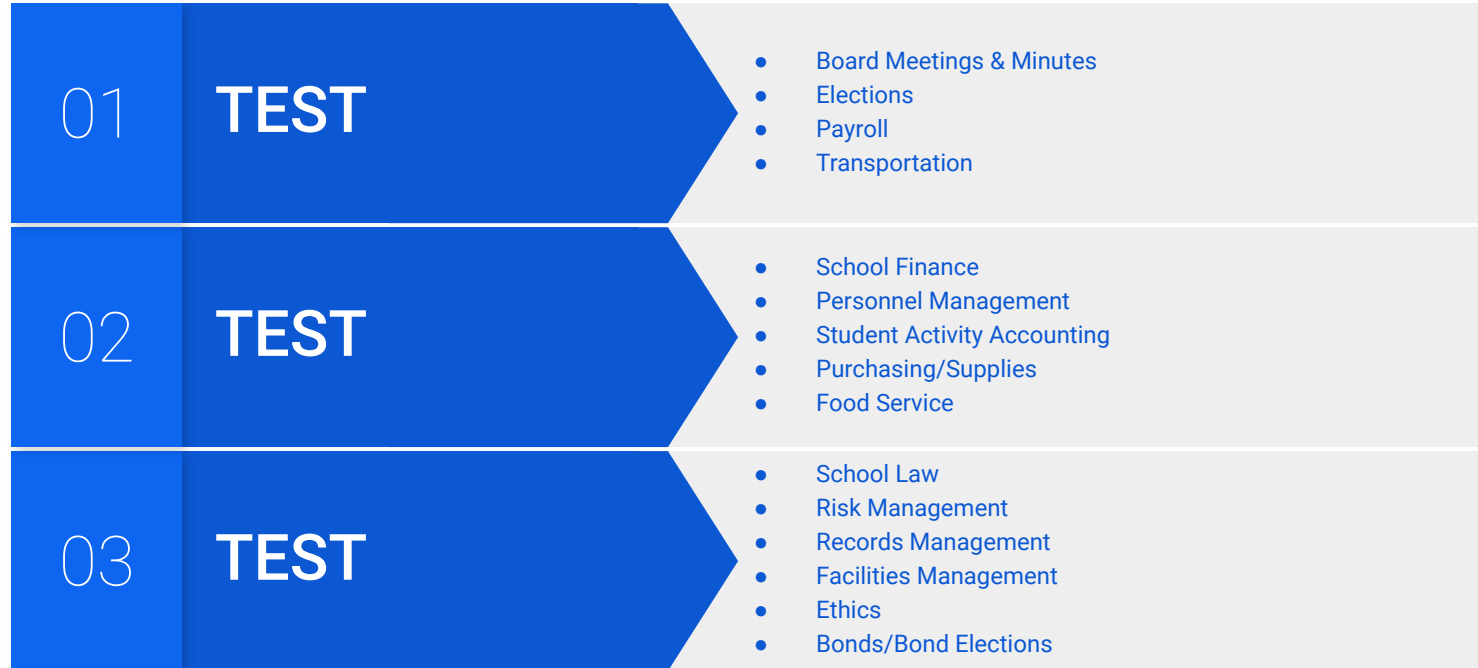 01
TEST
● Board Meetings & Minutes
● Elections
● Payroll
● Transportation
02
TEST
● School Finance
● Personnel Management
● Student Activity Accounting
● Purchasing/Supplies
● Food Service
03
TEST
● School Law
● Risk Management
● Records Management
● Facilities Management
● Ethics
● Bonds/Bond Elections